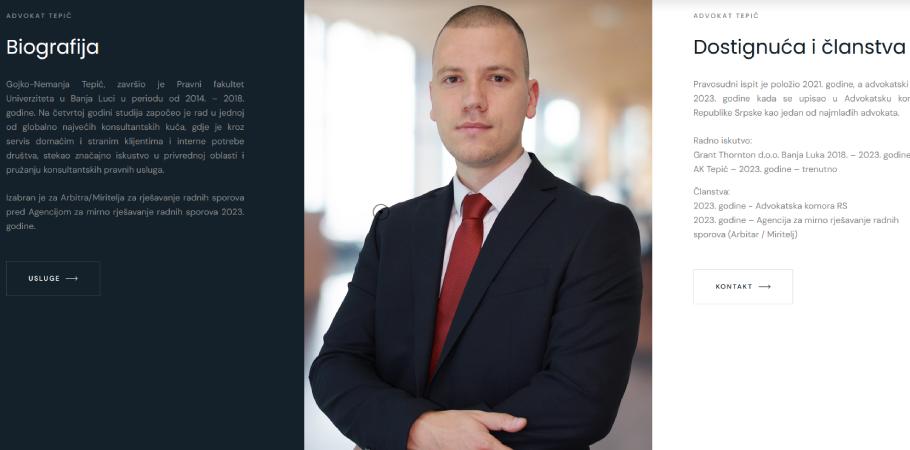 ADVOKAT TEPIĆ
Biografija
Gojko-Nemanja Tepić, završio je Pravni fakultet
Univerziteta u Banja Luci u periodu od 2014. – 2018.
godine. Na četvrtoj godini studija započeo je rad u jednoj
od globalno najvećih konsultantskih kuća, gdje je kroz
servis domaćim i stranim klijentima i interne potrebe
društva, stekao značajno iskustvo u privrednoj oblasti i
pružanju konsultantskih pravnih usluga.
Izabran je za Arbitra/Miritelja za rješavanje radnih sporova
pred Agencijom za mirno rješavanje radnih sporova 2023.
godine.
USLUGE
ADVOKAT TEPIĆ
Dostignuća i članstva
Pravosudni ispit je položio 2021. godine, a advokatski
2023. godine kada se upisao u Advokatsku
Republike Srpske kao jedan od najmlađih advokata.
Radno iskutvo:
Grant Thornton d.o.o. Banja Luka 2018. – 2023. godine
AK Tepić – 2023. godine – trenutno
Članstva:
2023. godine - Advokatska komora RS
2023. godine – Agencija za mirno rješavanje radnih
sporova (Arbitar / Miritelj)
KONTAKT